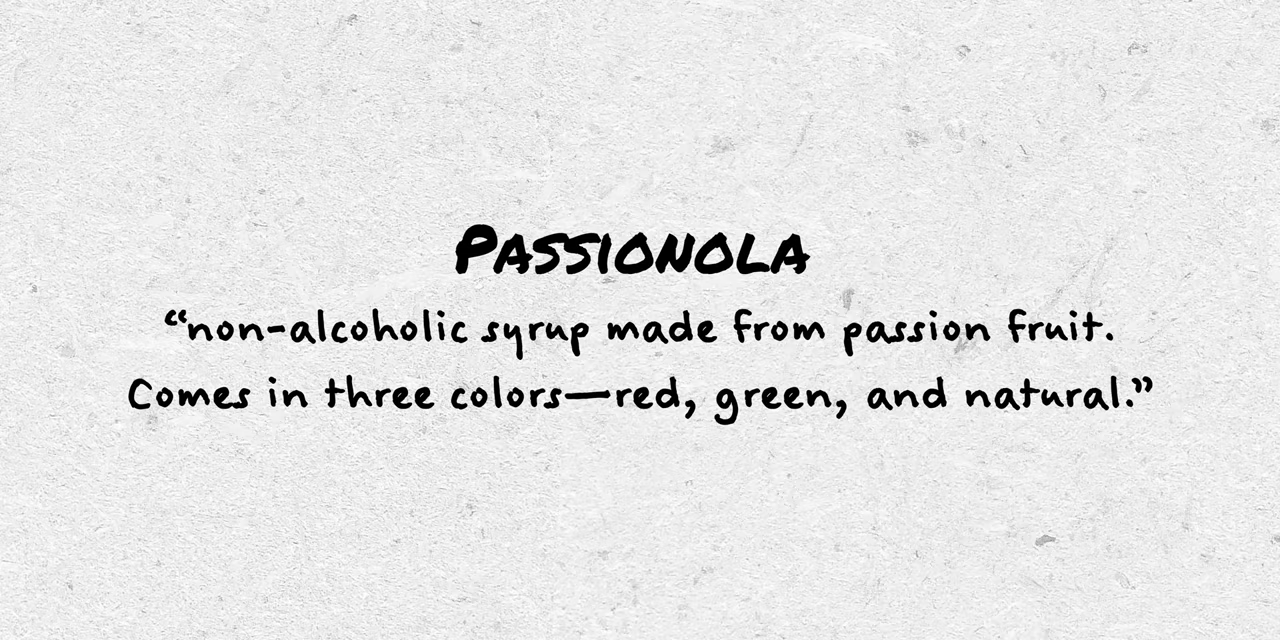 Passionola
“non-alcoholic syrup made from passion fruit.
Comes in three colors—red, green, and natural.”